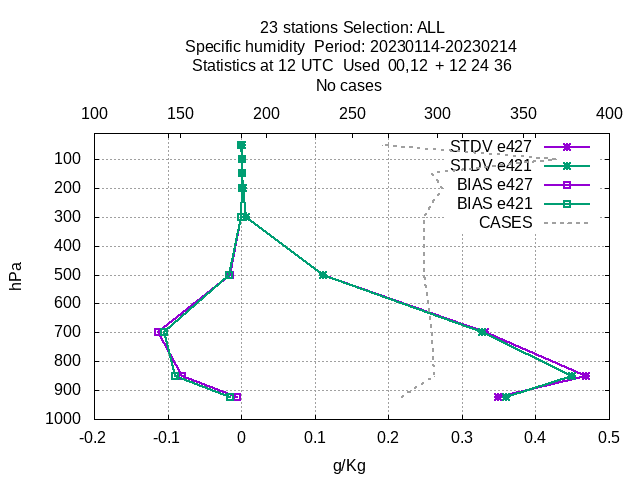 23 stations Selection: ALL
Specific humidity  Period: 20230114-20230214
Statistics at 12 UTC  Used  00,12  + 12 24 36
No cases
100 150 200 250 300 350 400
STDV e427
STDV e421
BIAS e427
BIAS e421
CASES
hPa
100
200
300
400
500
600
700
800
900
1000
-0.2 -0.1 0 0.1 0.2 0.3 0.4 0.5
g/Kg